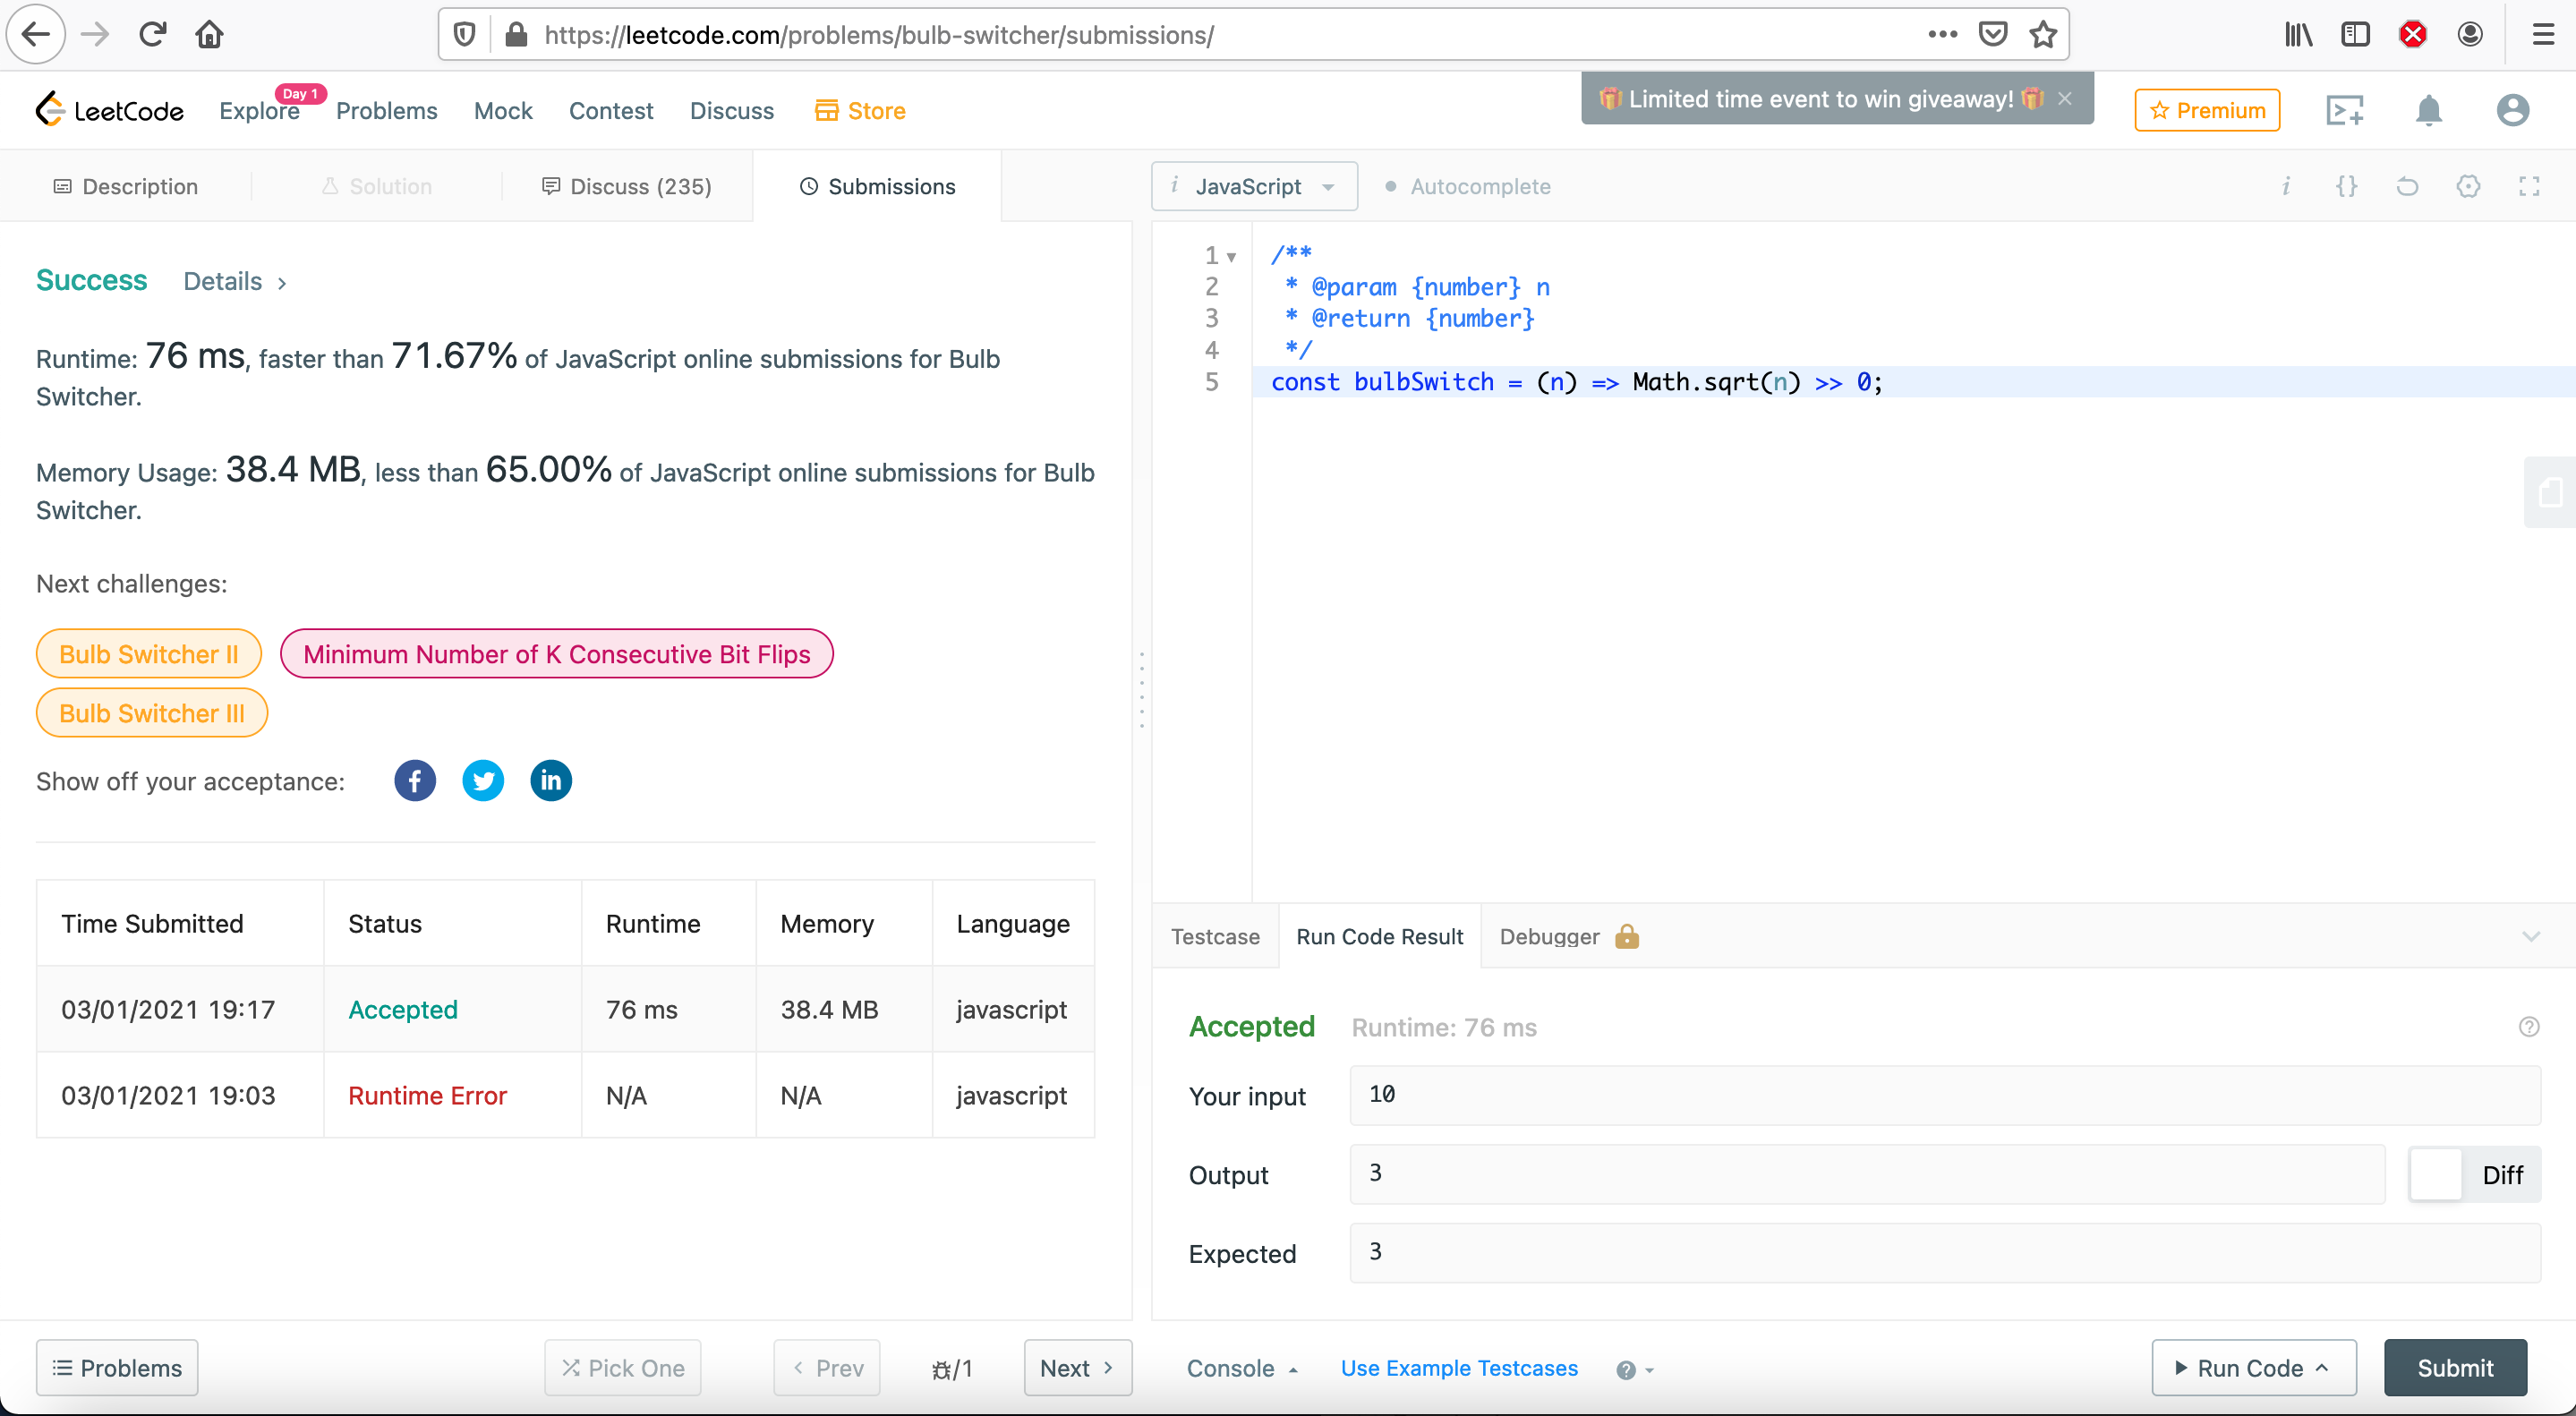 https://leetcode.com/problems/bulb-switcher/submissions/
LeetCode
Explore
Day 1
Problems
Mock
Contest
Discuss
Store
Limited time event to win giveaway!
Premium
Description
Solution
Discuss (235)
Submissions
Success
Details
Runtime: 76 ms, faster than 71.67% of JavaScript online submissions for Bulb
Switcher.
Memory Usage: 38.4 MB, less than 65.00% of JavaScript online submissions for Bulb
Switcher.
Next challenges:
Bulb Switcher II
Minimum Number of K Consecutive Bit Flips
Bulb Switcher III
Show off your acceptance:
Time Submitted Status Runtime Memory Language
03/01/2021 19:17 Accepted 76 ms 38.4 MB javascript
03/01/2021 19:03 Runtime Error N/A N/A javascript
Problems
Pick One
Prev
/1
Next
i JavaScript
Autocomplete
i {}
1 /**
2 * @param {number} n
3 * @return {number}
4 */
5 const bulbSwitch = (n) => Math.sqrt(n) >> 0;
Testcase
Run Code Result
Debugger
Accepted Runtime: 76 ms
Your input 10
Output 3
Diff
Expected 3
Console
Use Example Testcases
Run Code
Submit